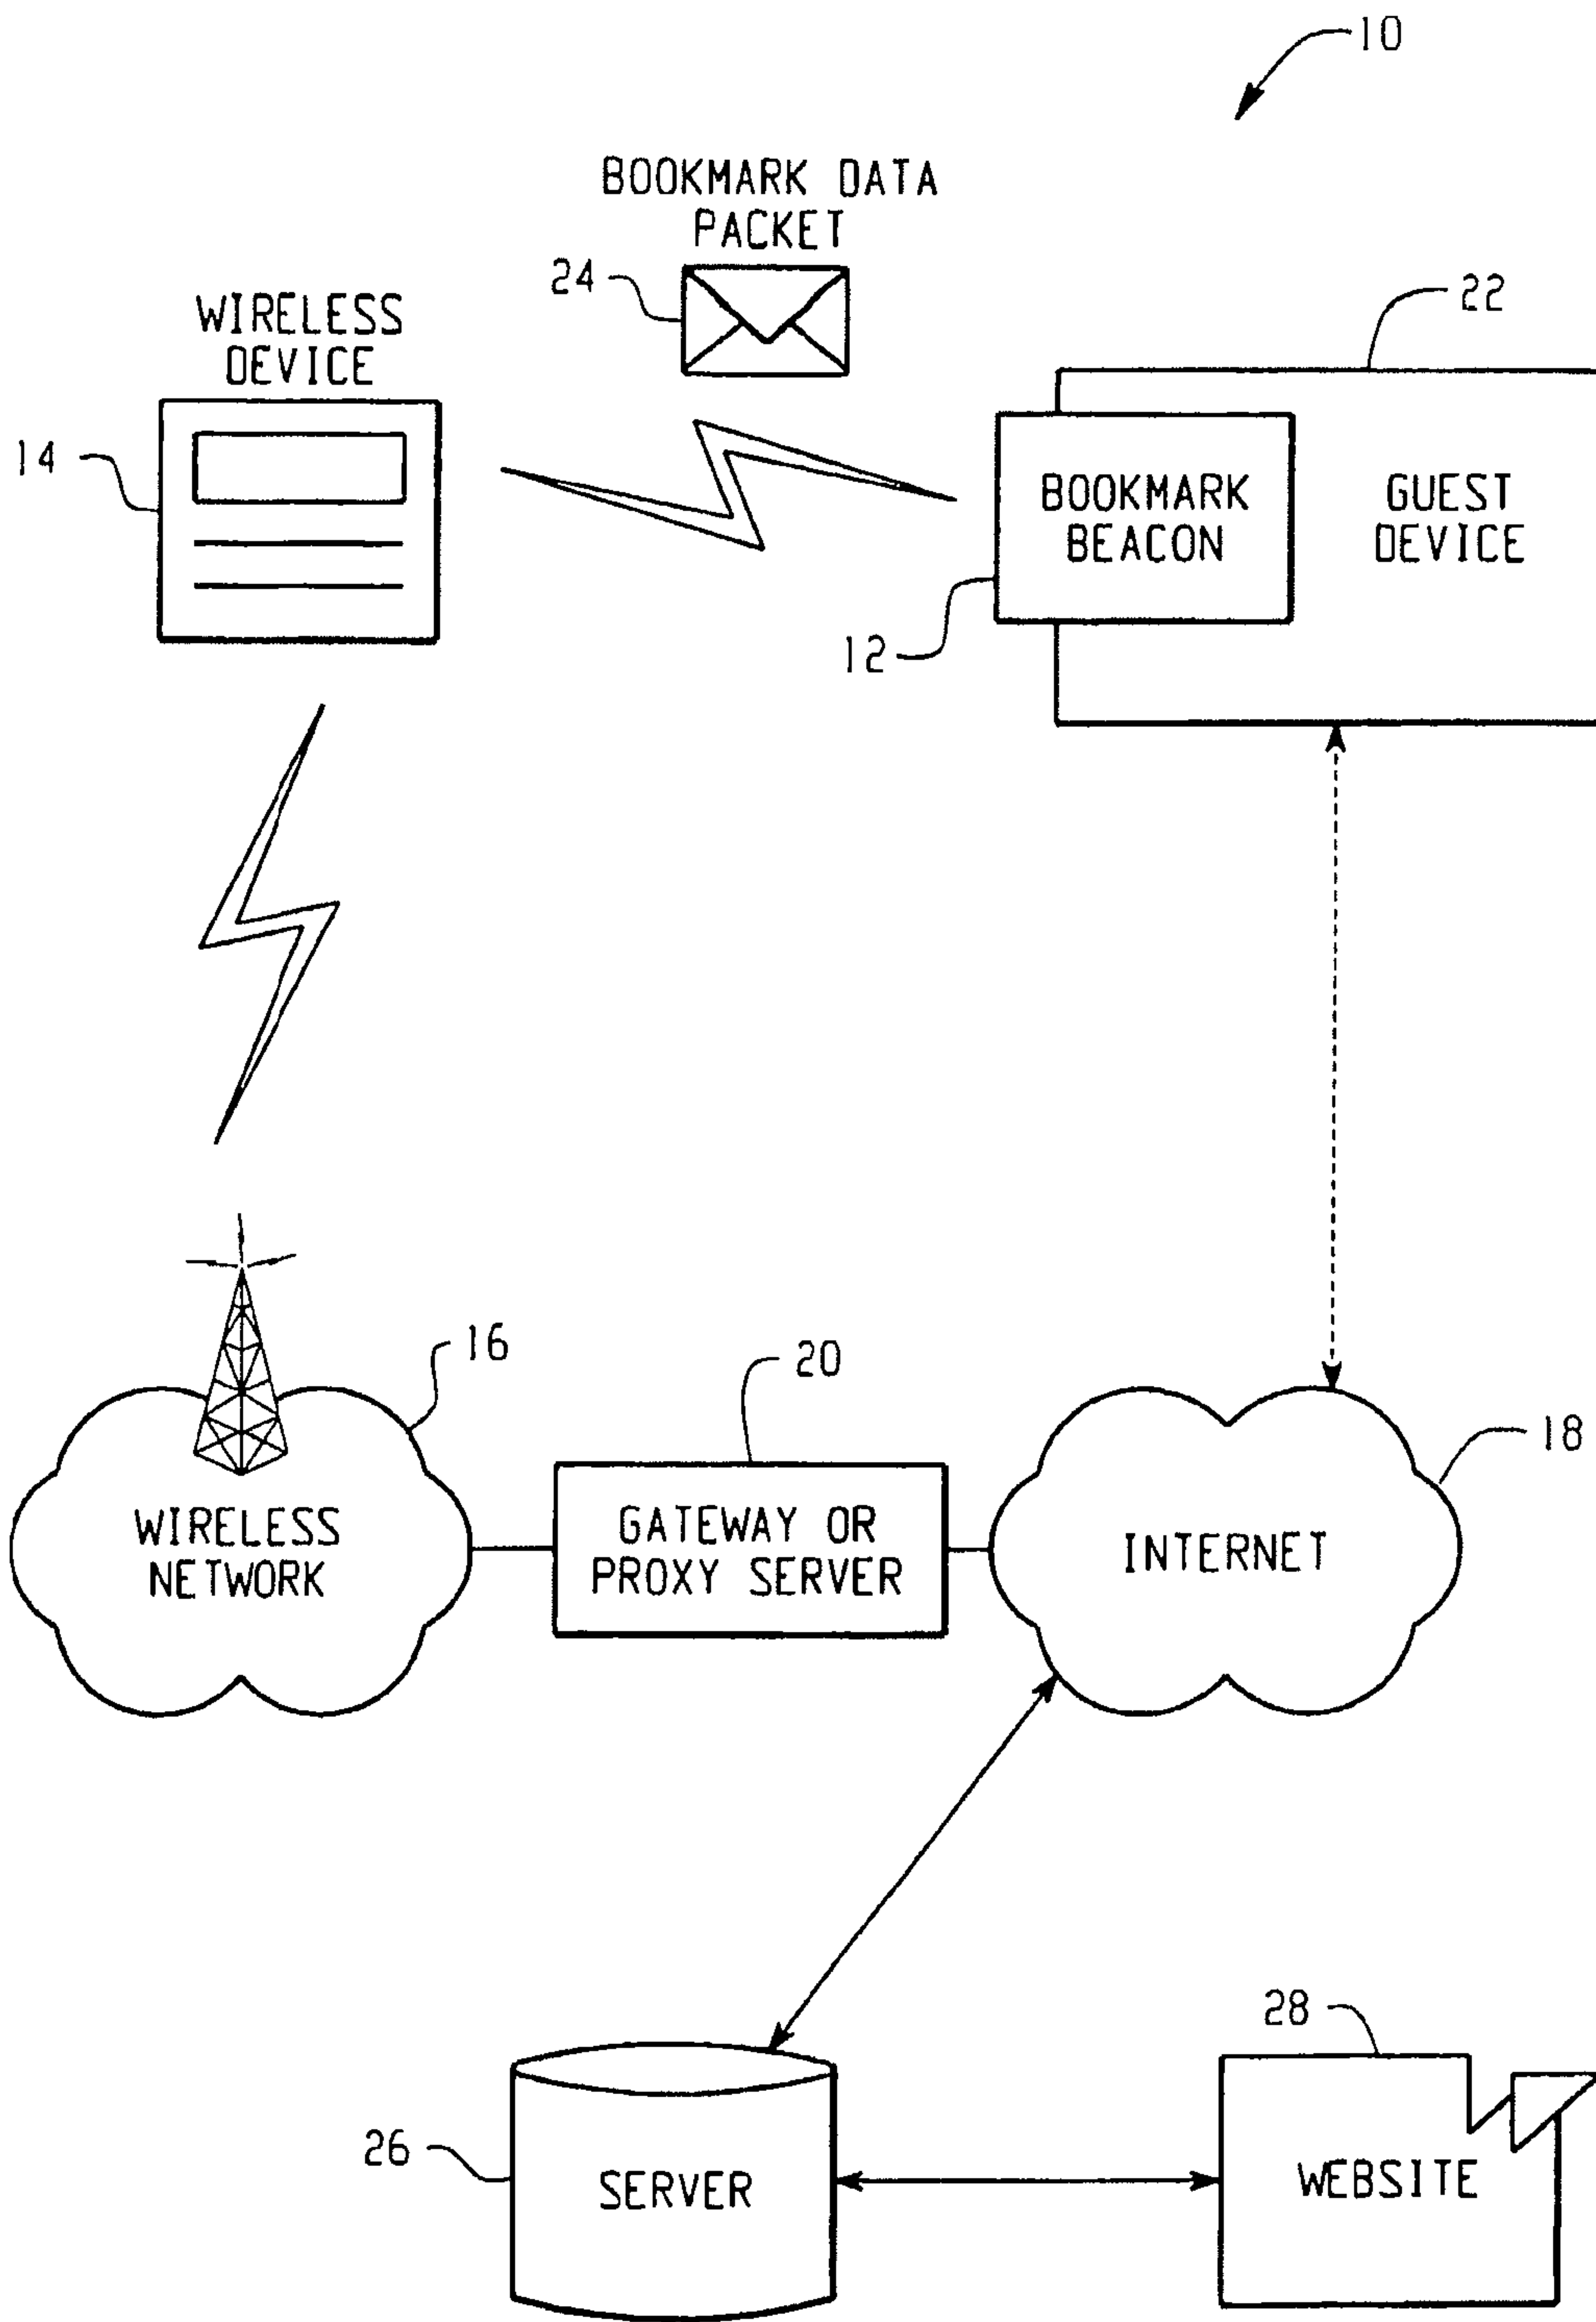 10
BOOKMARK DATA
PACKET
24
22
WIRELESS
DEVICE
14
BOOKMARK
BEACON
GUEST
DEVICE
12
16
20
18
WIRELESS
NETWORK
GATEWAY OR
PROXY SERVER
INTERNET
28
26
SERVER
WEBSITE